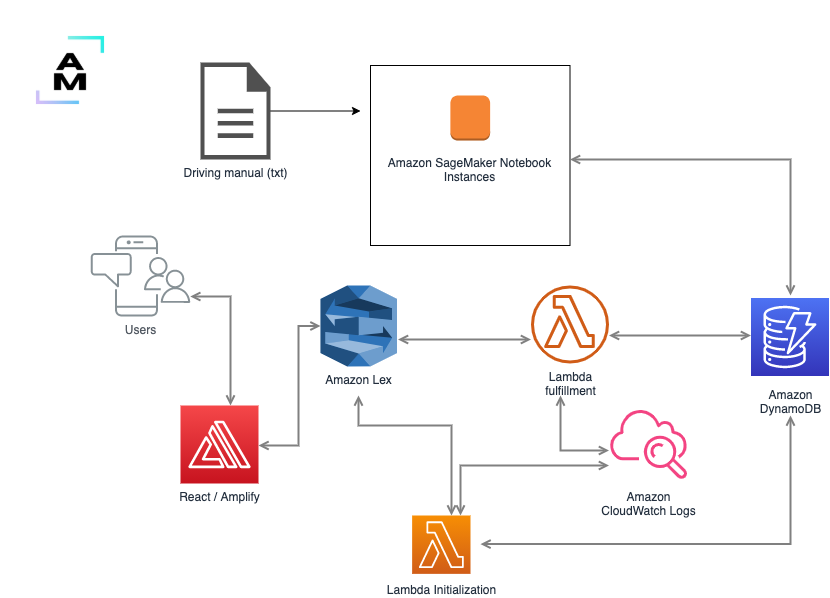 AM
Driving manual (txt)
Amazon SageMaker Notebook
Instances
Users
Amazon Lex
Lambda
fulfillment
Amazon
DynamoDB
React / Amplify
Amazon
CloudWatch Logs
Lambda Initialization